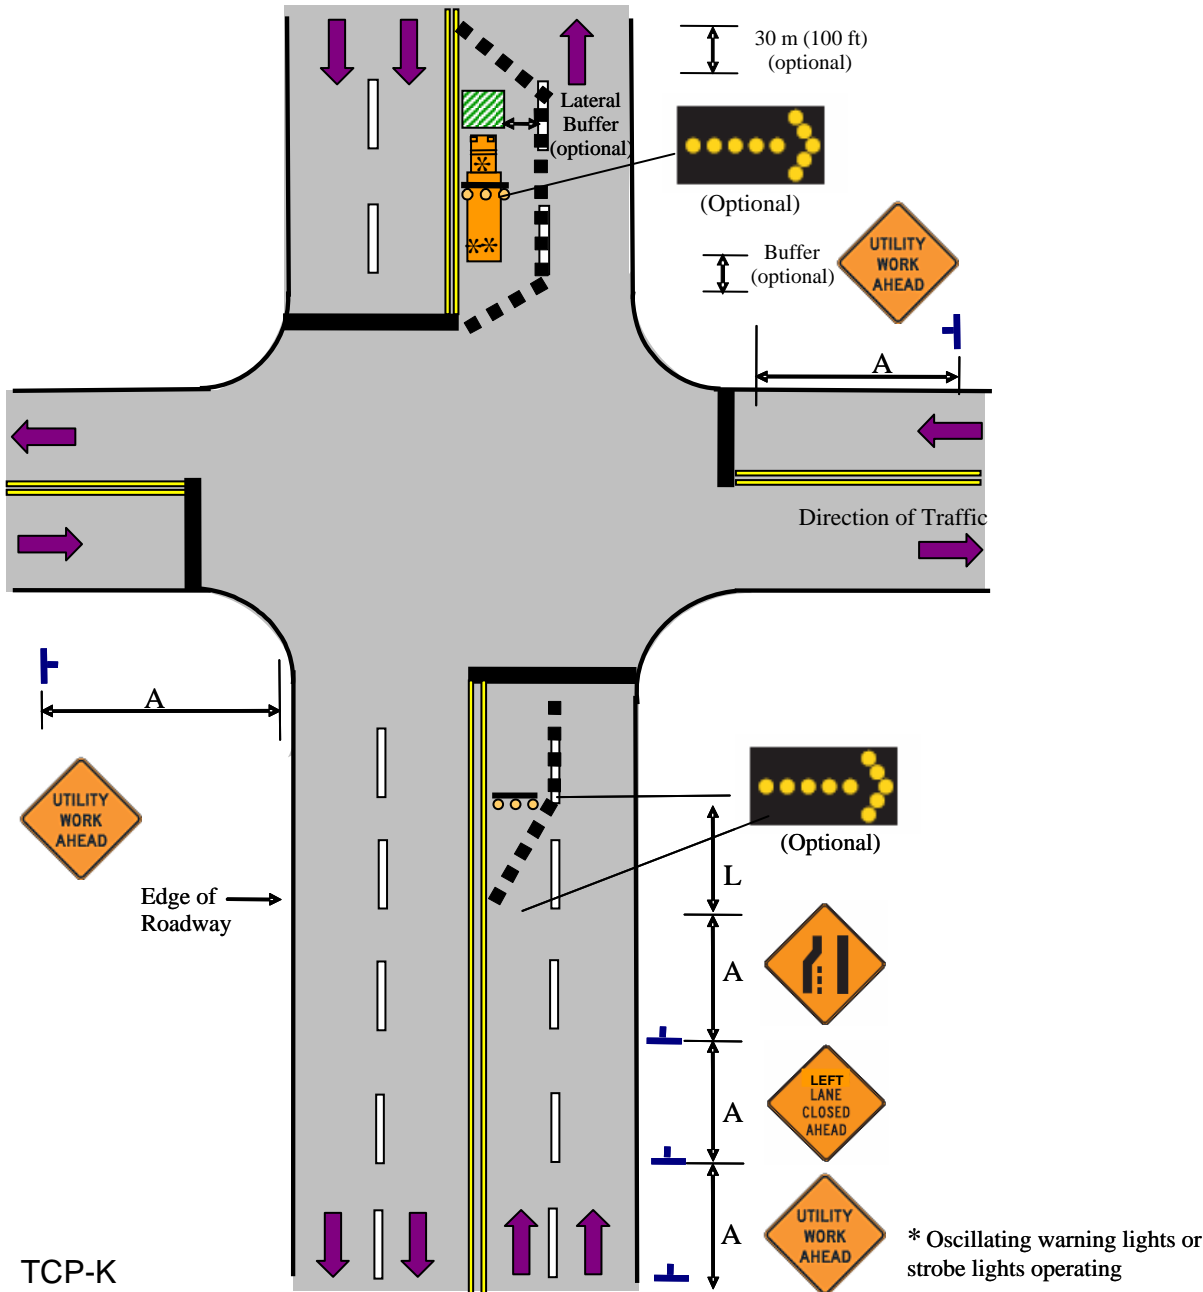 30 m (100 ft)
(optional)
Lateral
Buffer
(optional)
(Optional)
Buffer
(optional)
UTILITY
WORK
AHEAD
A
Direction of Traffic
A
UTILITY
WORK
AHEAD
(Optional)
Edge of
Roadway
L
A
LEFT
LANE
CLOSED
AHEAD
A
UTILITY
WORK
AHEAD
A
* Oscillating warning lights or
strobe lights operating
TCP-K